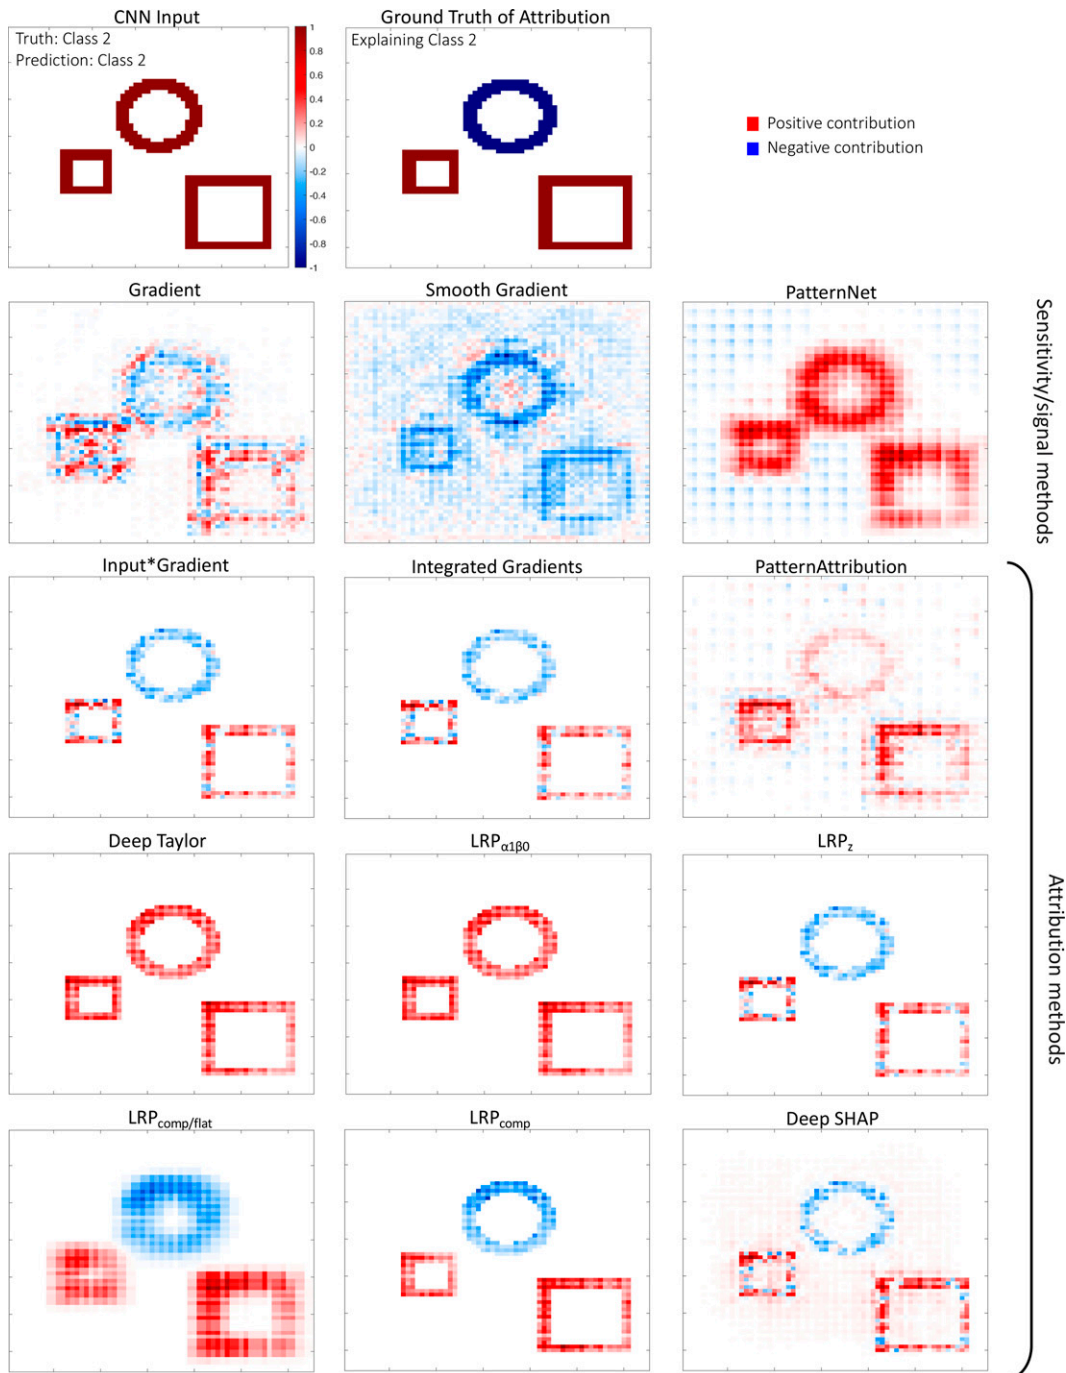 CNN Input
Ground Truth of Attribution
Truth: Class 2
Prediction: Class 2
1
0.8
0.6
0.4
0.2
0
-0.2
-0.4
-0.6
-0.8
-1
Explaining Class 2
Positive contribution
Negative contribution
Gradient
Smooth Gradient
PatternNet
Sensitivity/signal methods
Input*Gradient
Integrated Gradients
PatternAttribution
Deep Taylor
LRPα1β0
LRPz
Attribution methods
LRPcomp/flat
LRPcomp
Deep SHAP